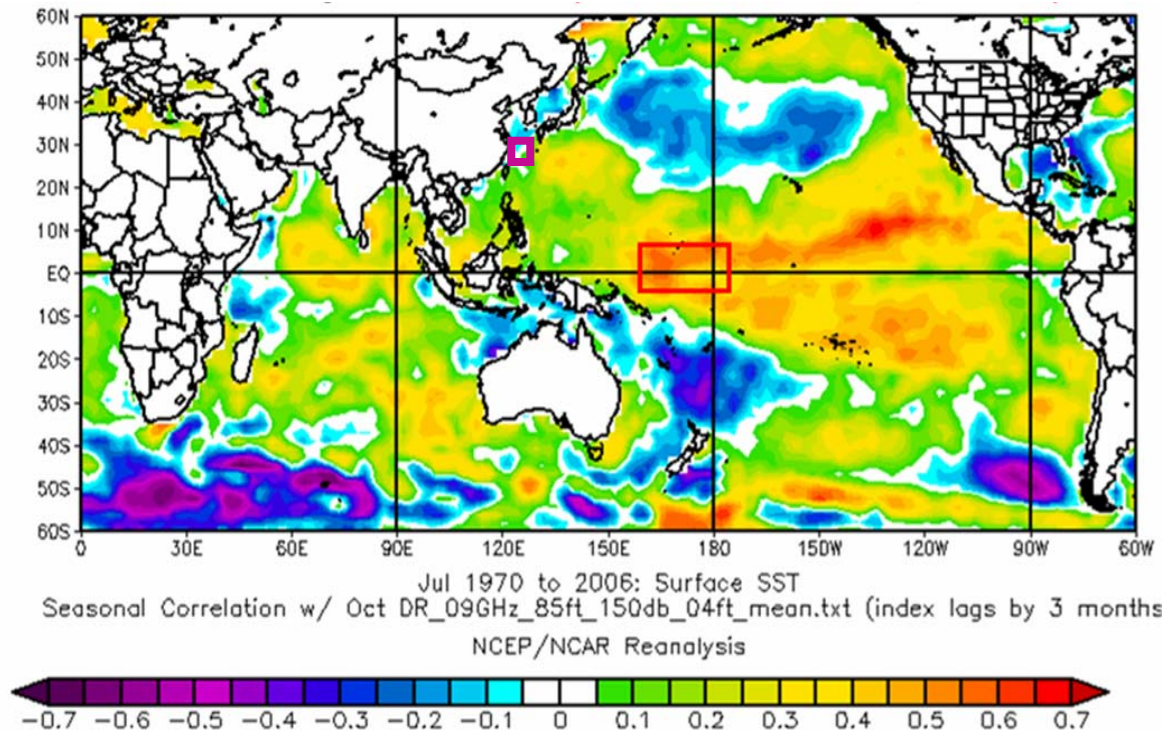 60N
50N
40N
30N
20N
10N
EQ
10S
20S
30S
40S
50S
60S
0 30E 60E 90E 120E 150E 180 150W 120W 90W 60W
Jul 1970 to 2006: Surface SST
Seasonal Correlation w/ Oct DR_09GHz_85ft_150db_04ft_mean.txt (index lags by 3 months
NCEP/NCAR Reanalysis
-0.7 -0.6 -0.5 -0.4 -0.3 -0.2 -0.1 0 0.1 0.2 0.3 0.4 0.5 0.6 0.7